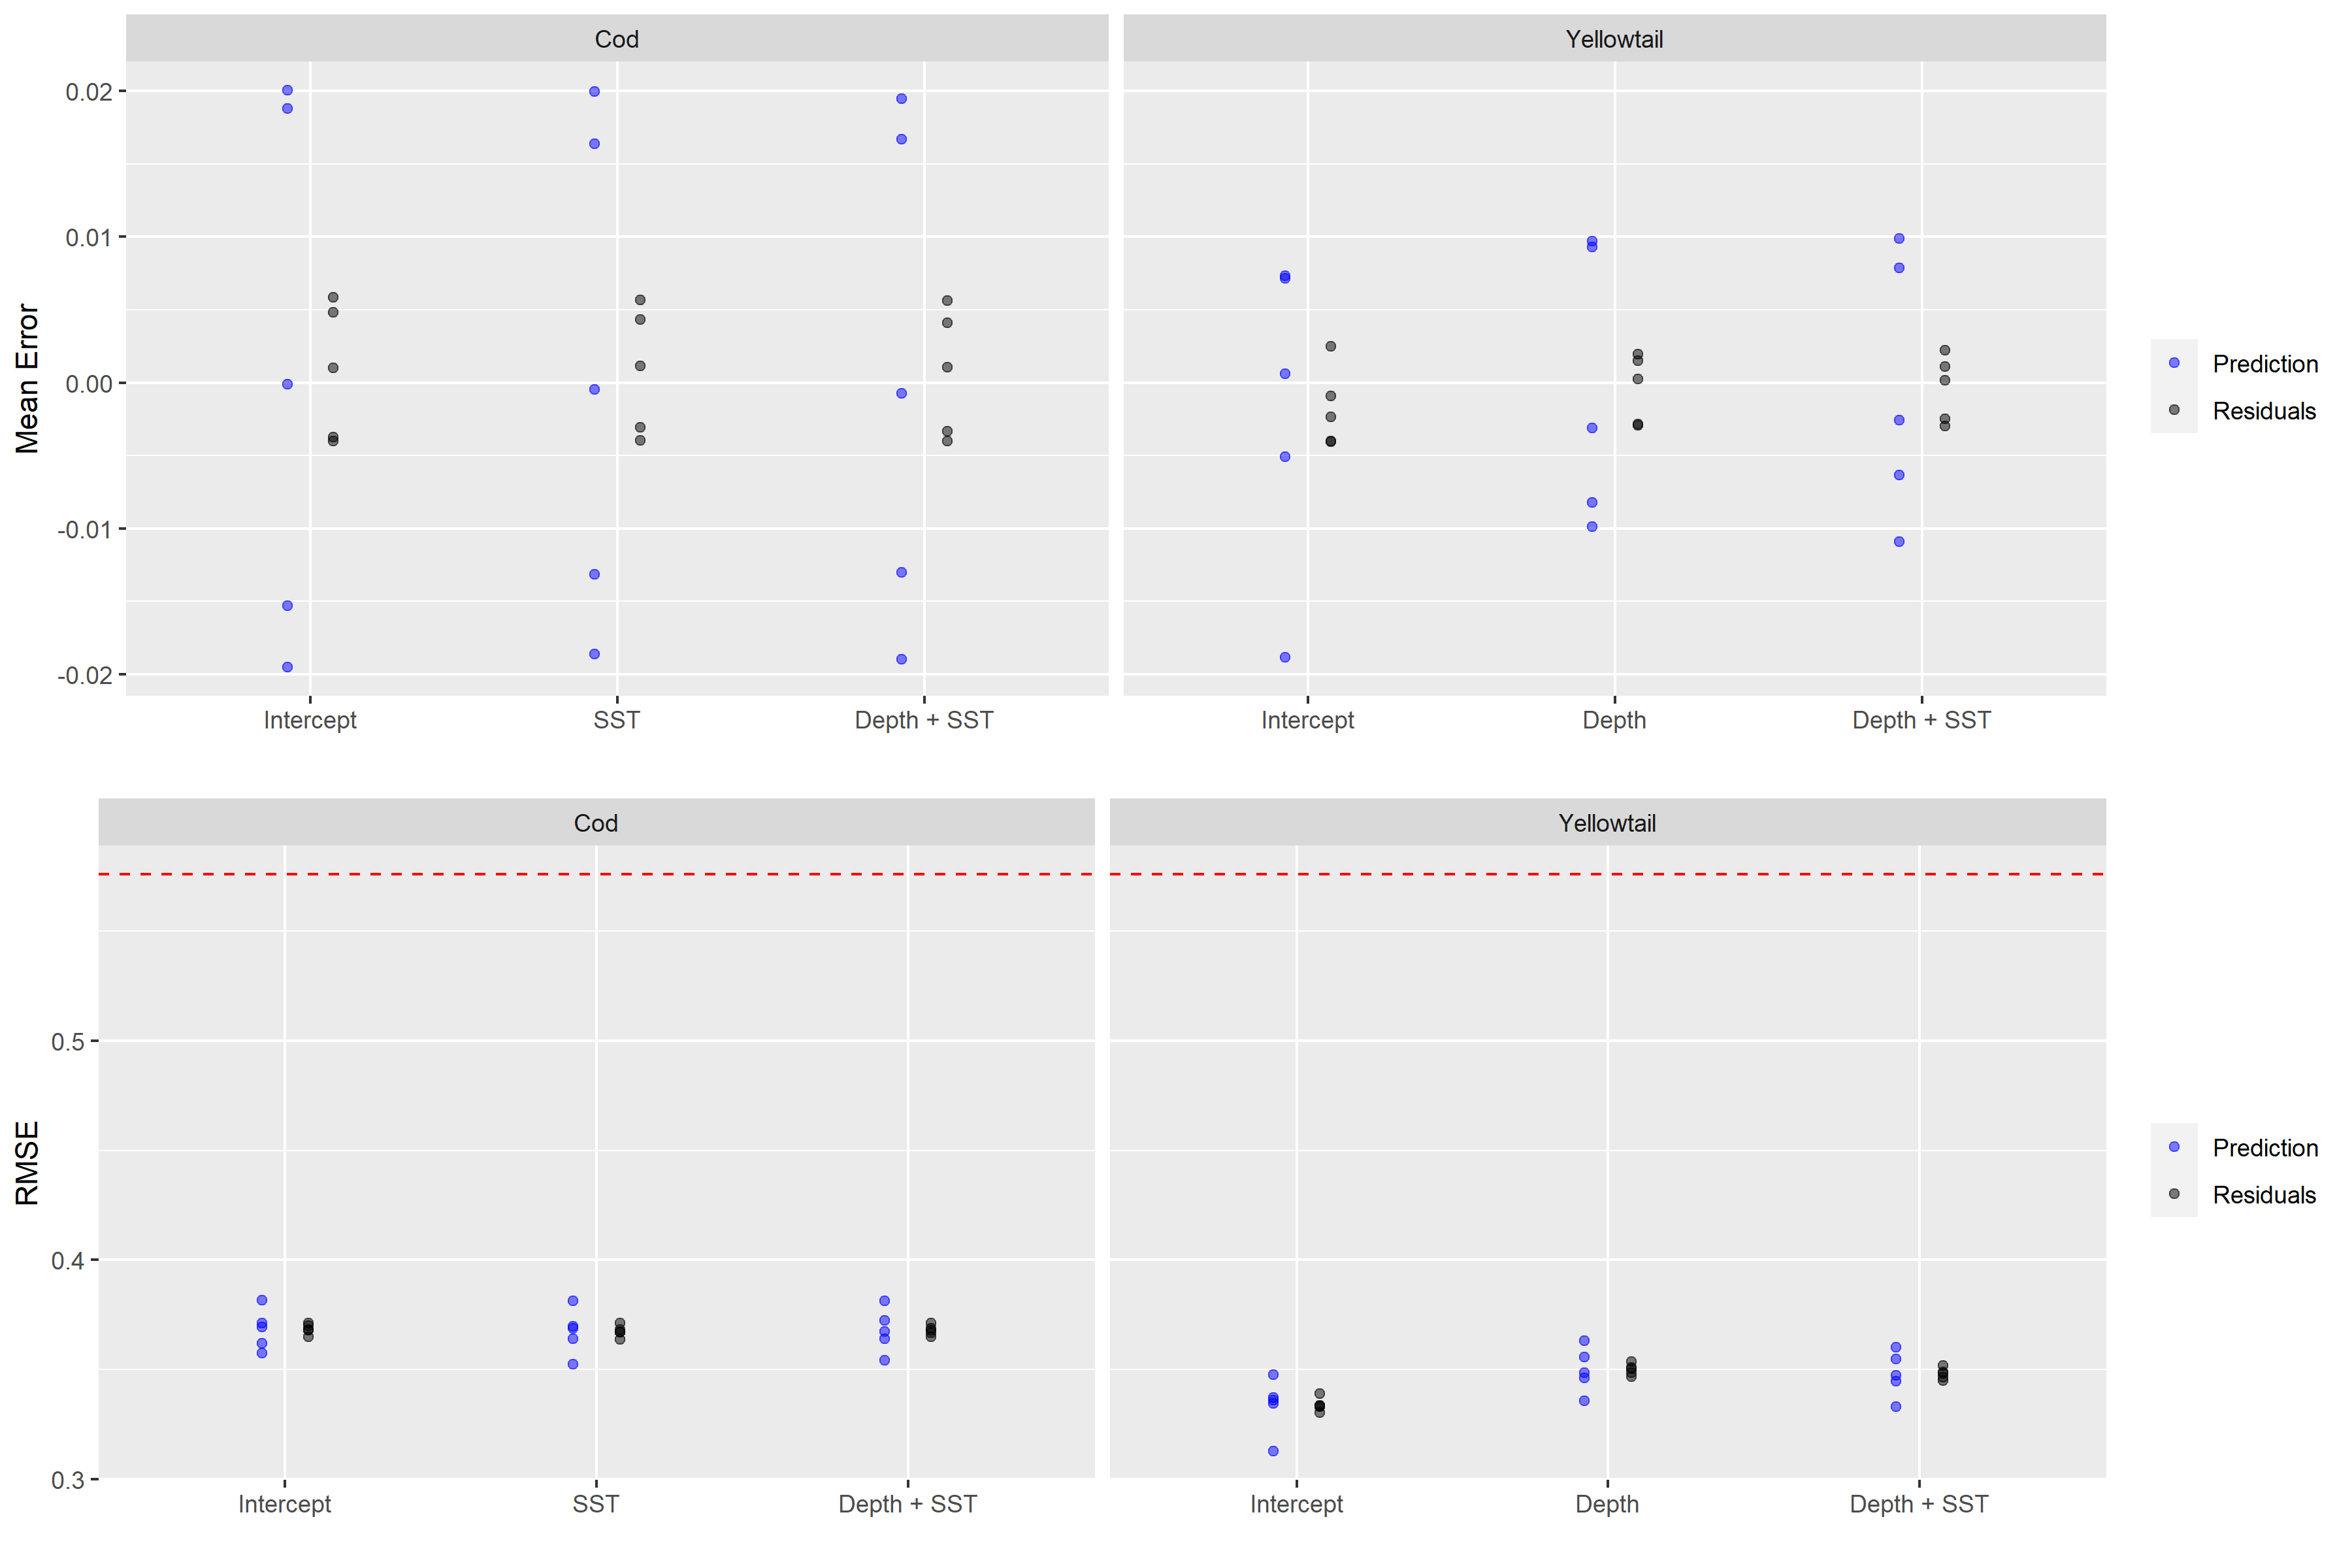 Cod Yellowtail
0.02
0.01
0.00
-0.01
-0.02
Mean Error
Intercept SST Depth + SST Intercept Depth Depth + SST
Prediction
Residuals
Cod Yellowtail
0.5
0.4
0.3
RMSE
Intercept SST Depth + SST Intercept Depth Depth + SST
Prediction
Residuals